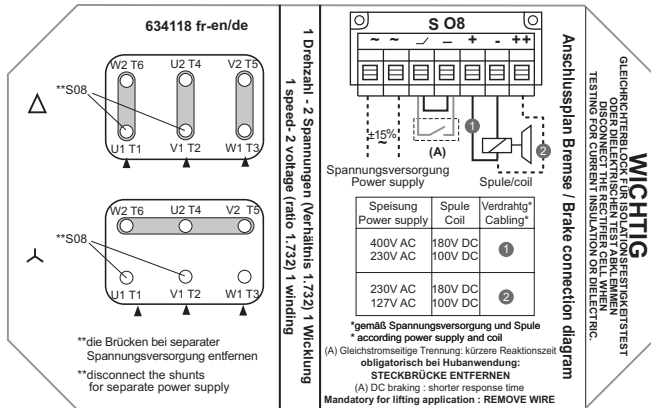 634118 fr-en/de
W2 T6 U2 T4 V2 T5
**S08
Δ
U1 T1 V1 T2 W1 T3
W2 T6 U2 T4 V2 T5
**S08
U1 T1 V1 T2 W1 T3
**die Brücken bei separater
Spannungsversorgung entfernen
**disconnect the shunts
for separate power supply
1 Drehzahl - 2 Spannungen (Verhältnis 1.732) 1 Wicklung
1 speed- 2 voltage (ratio 1.732) 1 winding
S O8
~ ~ _/ _ + - ++
±15%
~
(A)
1
2
Spannungsversorgung
Power supply
Spule/coil
Speisung Spule Verdrahtg*
Power supply Coil Cabling*
400V AC 180V DC
230V AC 100V DC
1
230V AC 180V DC
127V AC 100V DC
2
*gemäß Spannungsversorgung und Spule
* according power supply and coil
(A) Gleichstromseitige Trennung: kürzere Reaktionszeit
obligatorisch bei Hubanwendung:
STECKBRÜCKE ENTFERNEN
(A) DC braking : shorter response time
Mandatory for lifting application : REMOVE WIRE
Anschlussplan Bremse / Brake connection diagram
WICHTIG
GLEICHRICHTERBLOCK FÜR ISOLATIONSFESTIGKEITSTEST
ODER DIELEKTRISCHEN TEST ABKLEMMEN
DISCONNECT THE RECTIFIER CELL WHEN
TESTING FOR CURRENT INSULATION OR DIELECTRIC.